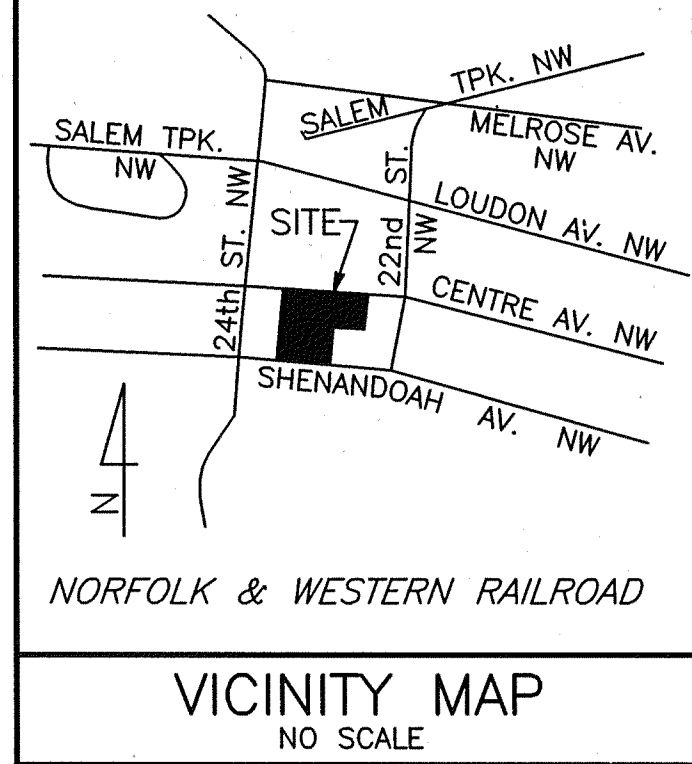 TPK. NW
SALEM
MELROSE AV.
NW
SALEM TPK.
NW
ST.
NW
LOUDON AV. NW
SITE
24th ST. NW
22nd
CENTRE AV. NW
SHENANDOAH AV. NW
N
NORFOLK & WESTERN RAILROAD
VICINITY MAP
NO SCALE